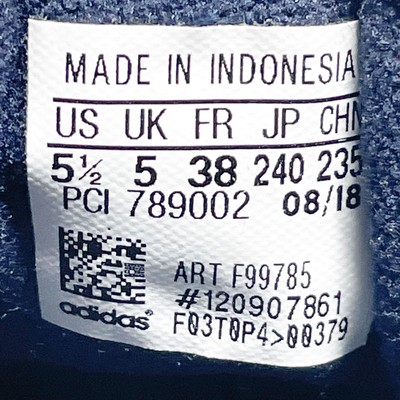 MADE IN INDONESIA
US UK FR JP CHN
5½ 5 38 240 235
PCI 789002 08/18
ART F99785
#120907861
adidas® F03T0P4>00379